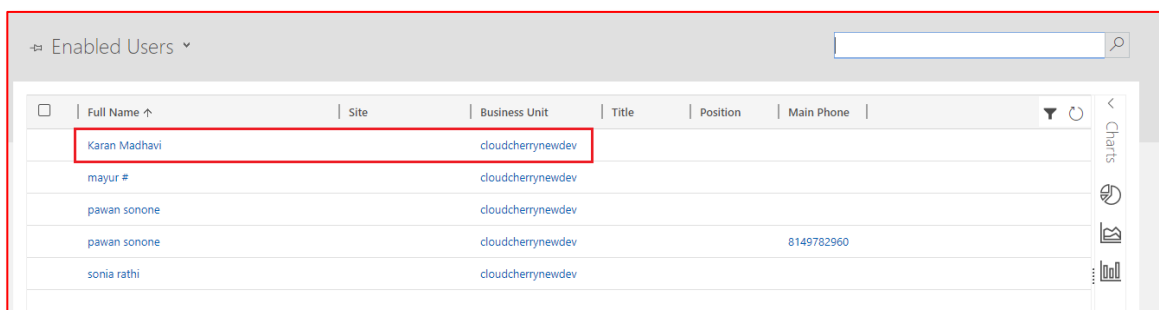 Enabled Users
Full Name Site Business Unit Title Position Main Phone
Charts
Karan Madhavi cloudcherrynewdev
mayur # cloudcherrynewdev
pawan sonone cloudcherrynewdev
pawan sonone cloudcherrynewdev 8149782960
sonia rathi cloudcherrynewdev